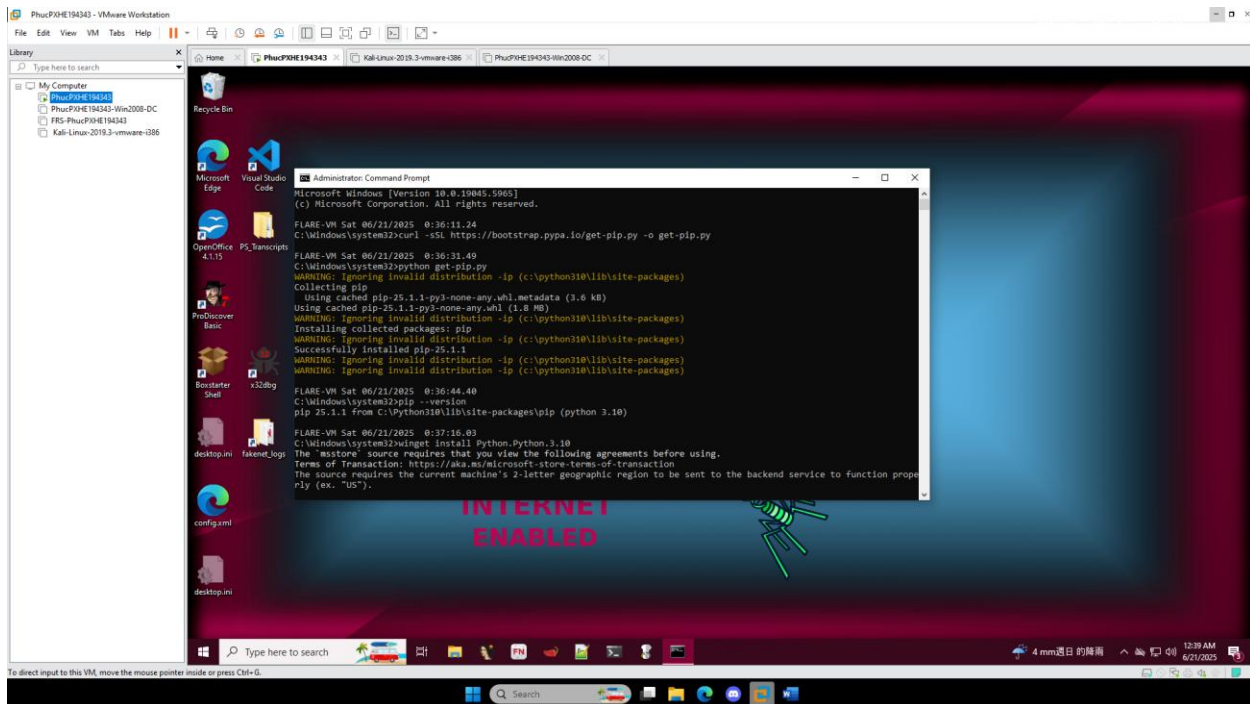 PhucPXHE194343 - VMware Workstation
File Edit View VM Tabs Help
Library
Type here to search
My Computer
PhucPXHE194343
PhucPXHE194343-Win2008-DC
FRS-PhucPXHE194343
Kali-Linux-2019.3-vmware-i386
Home
PhucPXHE194343
Kali-Linux-2019.3-vmware-i386
PhucPXHE194343-Win2008-DC
Recycle Bin
Microsoft Edge
Visual Studio Code
OpenOffice 4.1.15
PS_Transcripts
ProDiscover Basic
Boxstarter Shell
x32dbg
desktop.ini
fakenet_logs
config.xml
desktop.ini
Administrator: Command Prompt
Microsoft Windows [Version 10.0.19045.5965]
(c) Microsoft Corporation. All rights reserved.
FLARE-VM Sat 06/21/2025 0:36:11.24
C:\Windows\system32>curl -sSL https://bootstrap.pypa.io/get-pip.py -o get-pip.py
FLARE-VM Sat 06/21/2025 0:36:31.49
C:\Windows\system32>python get-pip.py
WARNING: Ignoring invalid distribution -ip (c:\python310\lib\site-packages)
Collecting pip
Using cached pip-25.1.1-py3-none-any.whl.metadata (3.6 kB)
Using cached pip-25.1.1-py3-none-any.whl (1.8 MB)
WARNING: Ignoring invalid distribution -ip (c:\python310\lib\site-packages)
Installing collected packages: pip
WARNING: Ignoring invalid distribution -ip (c:\python310\lib\site-packages)
Successfully installed pip-25.1.1
WARNING: Ignoring invalid distribution -ip (c:\python310\lib\site-packages)
WARNING: Ignoring invalid distribution -ip (c:\python310\lib\site-packages)
FLARE-VM Sat 06/21/2025 0:36:44.40
C:\Windows\system32>pip --version
pip 25.1.1 from C:\Python310\lib\site-packages\pip (python 3.10)
FLARE-VM Sat 06/21/2025 0:37:16.03
C:\Windows\system32>winget install Python.Python.3.10
The `msstore` source requires that you view the following agreements before using.
Terms of Transaction: https://aka.ms/microsoft-store-terms-of-transaction
The source requires the current machine's 2-letter geographic region to be sent to the backend service to function prope
rly (ex. "US").
INTERNET
ENABLED
Type here to search
FN
4 mm週日 的降雨
12:39 AM
6/21/2025
3
To direct input to this VM, move the mouse pointer inside or press Ctrl+G.
Search